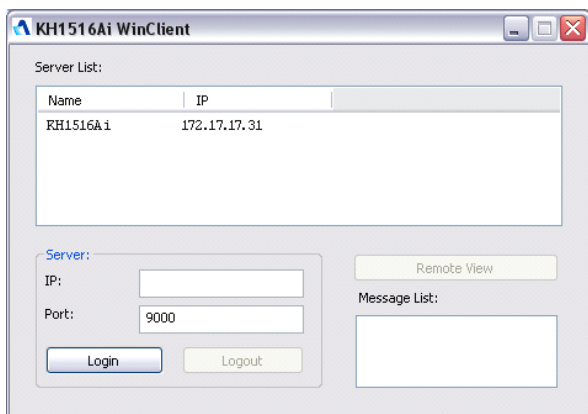 KH1516Ai WinClient
Server List:
Name IP
KH1516Ai 172.17.17.31
Server:
IP:
Port: 9000
Login Logout
Remote View
Message List: